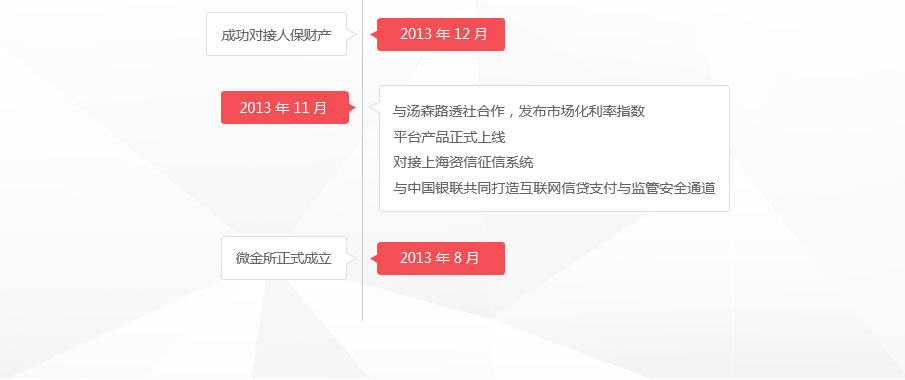 成功对接人保财产
2013 年 12 月
2013 年 11 月
与汤森路透社合作，发布市场化利率指数
平台产品正式上线
对接上海资信征信系统
与中国银联共同打造互联网信贷支付与监管安全通道
微金所正式成立
2013 年 8 月